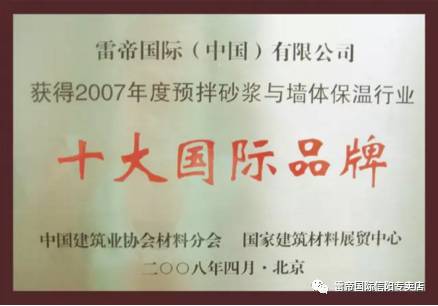 雷帝国际（中国）有限公司
获得2007年度预拌砂浆与墙体保温行业
十大国际品牌
中国建筑业协会材料分会 国家建筑材料展贸中心
二〇〇八年四月·北京
雷帝国际信阳专卖店